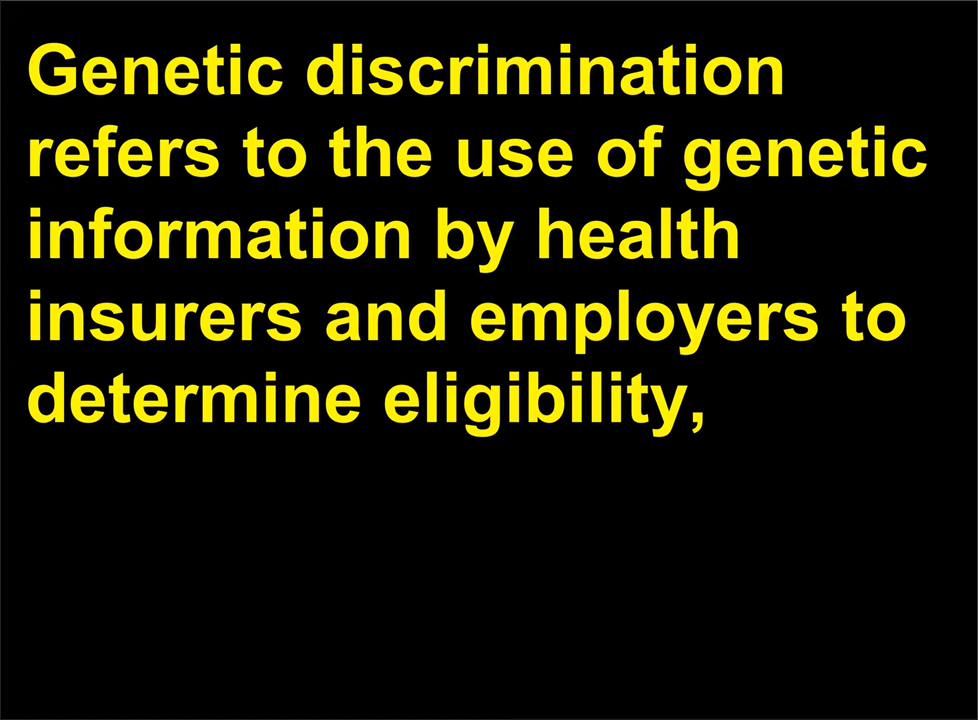 Genetic discrimination
refers to the use of genetic
information by health
insurers and employers to
determine eligibility,